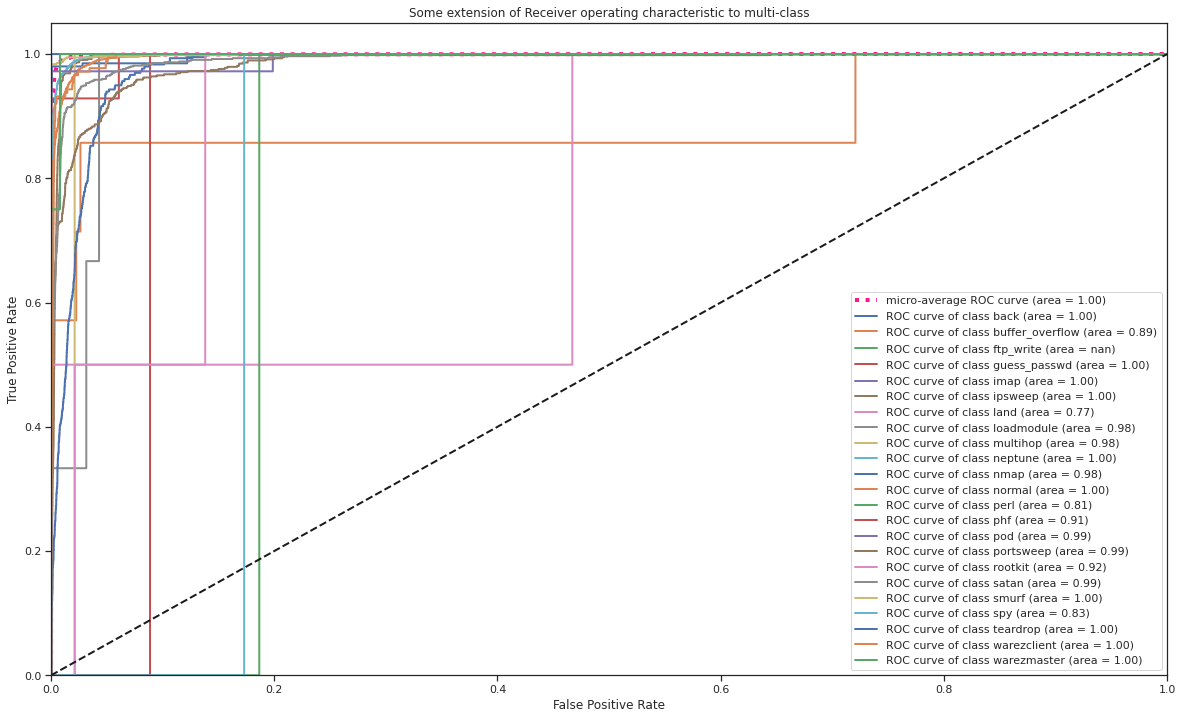 Some extension of Receiver operating characteristic to multi-class
1.0
0.8
0.6
0.4
0.2
0.0
True Positive Rate
micro-average ROC curve (area = 1.00)
ROC curve of class back (area = 1.00)
ROC curve of class buffer_overflow (area = 0.89)
ROC curve of class ftp_write (area = nan)
ROC curve of class guess_passwd (area = 1.00)
ROC curve of class imap (area = 1.00)
ROC curve of class ipsweep (area = 1.00)
ROC curve of class land (area = 0.77)
ROC curve of class loadmodule (area = 0.98)
ROC curve of class multihop (area = 0.98)
ROC curve of class neptune (area = 1.00)
ROC curve of class nmap (area = 0.98)
ROC curve of class normal (area = 1.00)
ROC curve of class perl (area = 0.81)
ROC curve of class phf (area = 0.91)
ROC curve of class pod (area = 0.99)
ROC curve of class portsweep (area = 0.99)
ROC curve of class rootkit (area = 0.92)
ROC curve of class satan (area = 0.99)
ROC curve of class smurf (area = 1.00)
ROC curve of class spy (area = 0.83)
ROC curve of class teardrop (area = 1.00)
ROC curve of class warezclient (area = 1.00)
ROC curve of class warezmaster (area = 1.00)
0.0 0.2 0.4 0.6 0.8 1.0
False Positive Rate